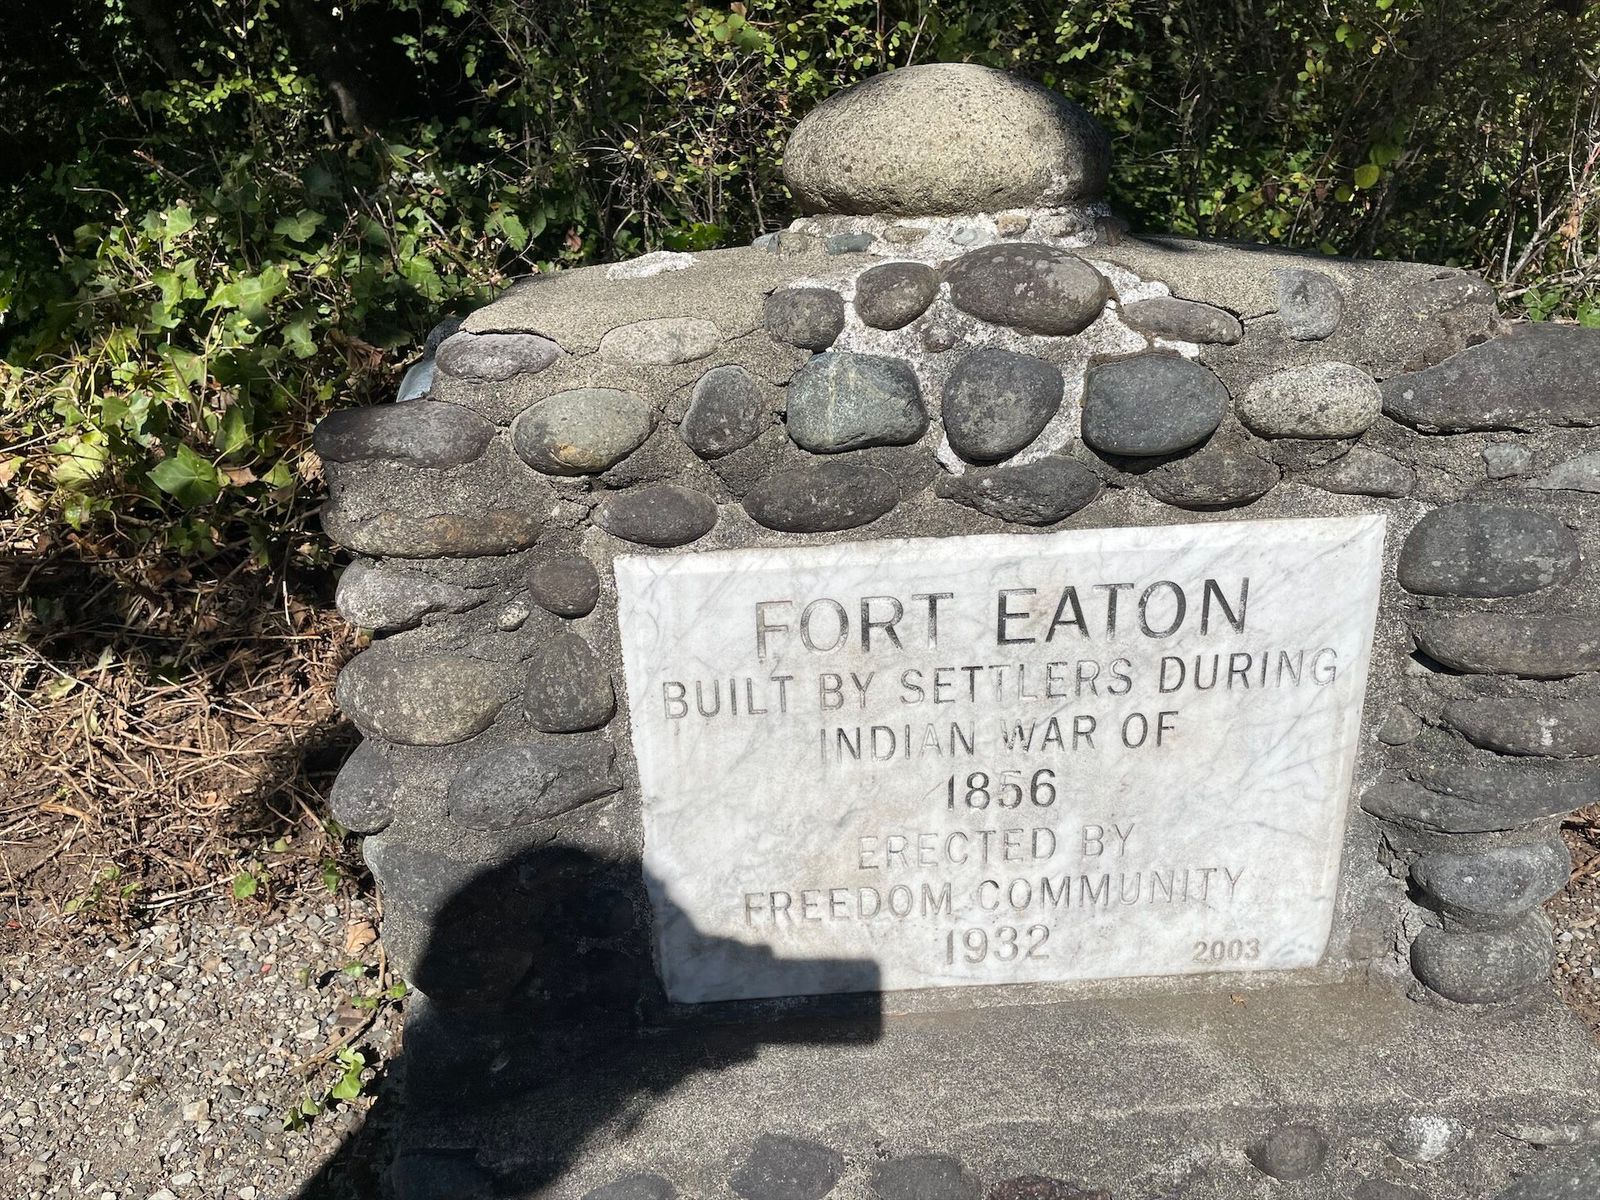 FORT EATON
BUILT BY SETTLERS DURING
INDIAN WAR OF
1856
ERECTED BY
FREEDOM COMMUNITY
1932
2003